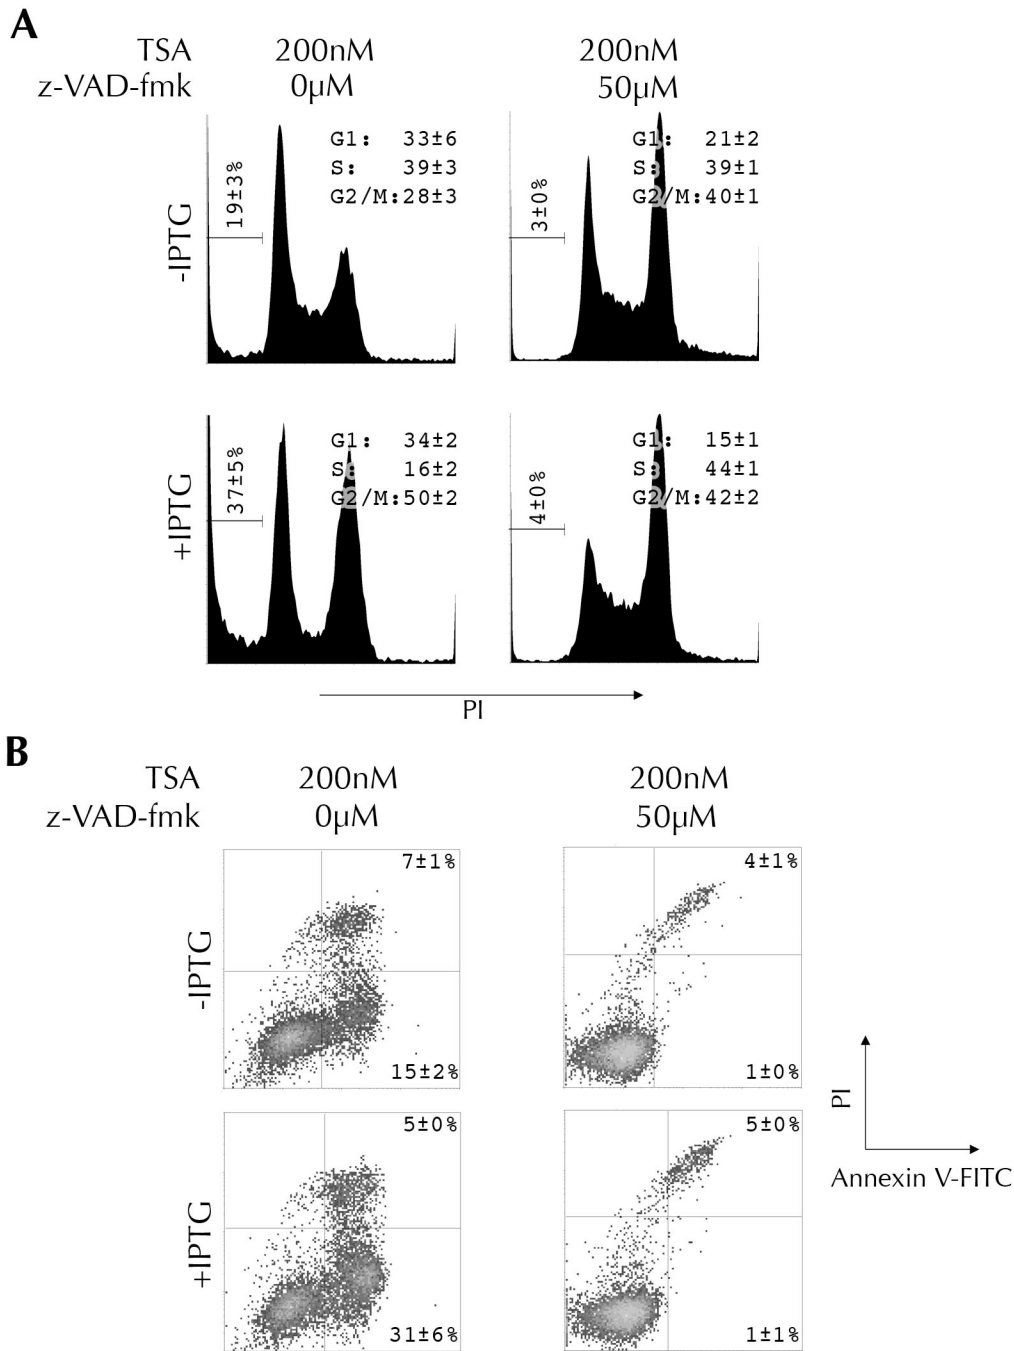 A
TSA 200nM 200nM
z-VAD-fmk 0µM 50µM
-IPTG
19±3%
G1: 33±6
S: 39±3
G2/M:28±3
3±0%
G1: 21±2
S: 39±1
G2/M:40±1
+IPTG
37±5%
G1: 34±2
S: 16±2
G2/M:50±2
4±0%
G1: 15±1
S: 44±1
G2/M:42±2
PI
B
TSA 200nM 200nM
z-VAD-fmk 0µM 50µM
-IPTG
7±1%
15±2%
4±1%
1±0%
+IPTG
5±0%
31±6%
5±0%
1±1%
PI
Annexin V-FITC